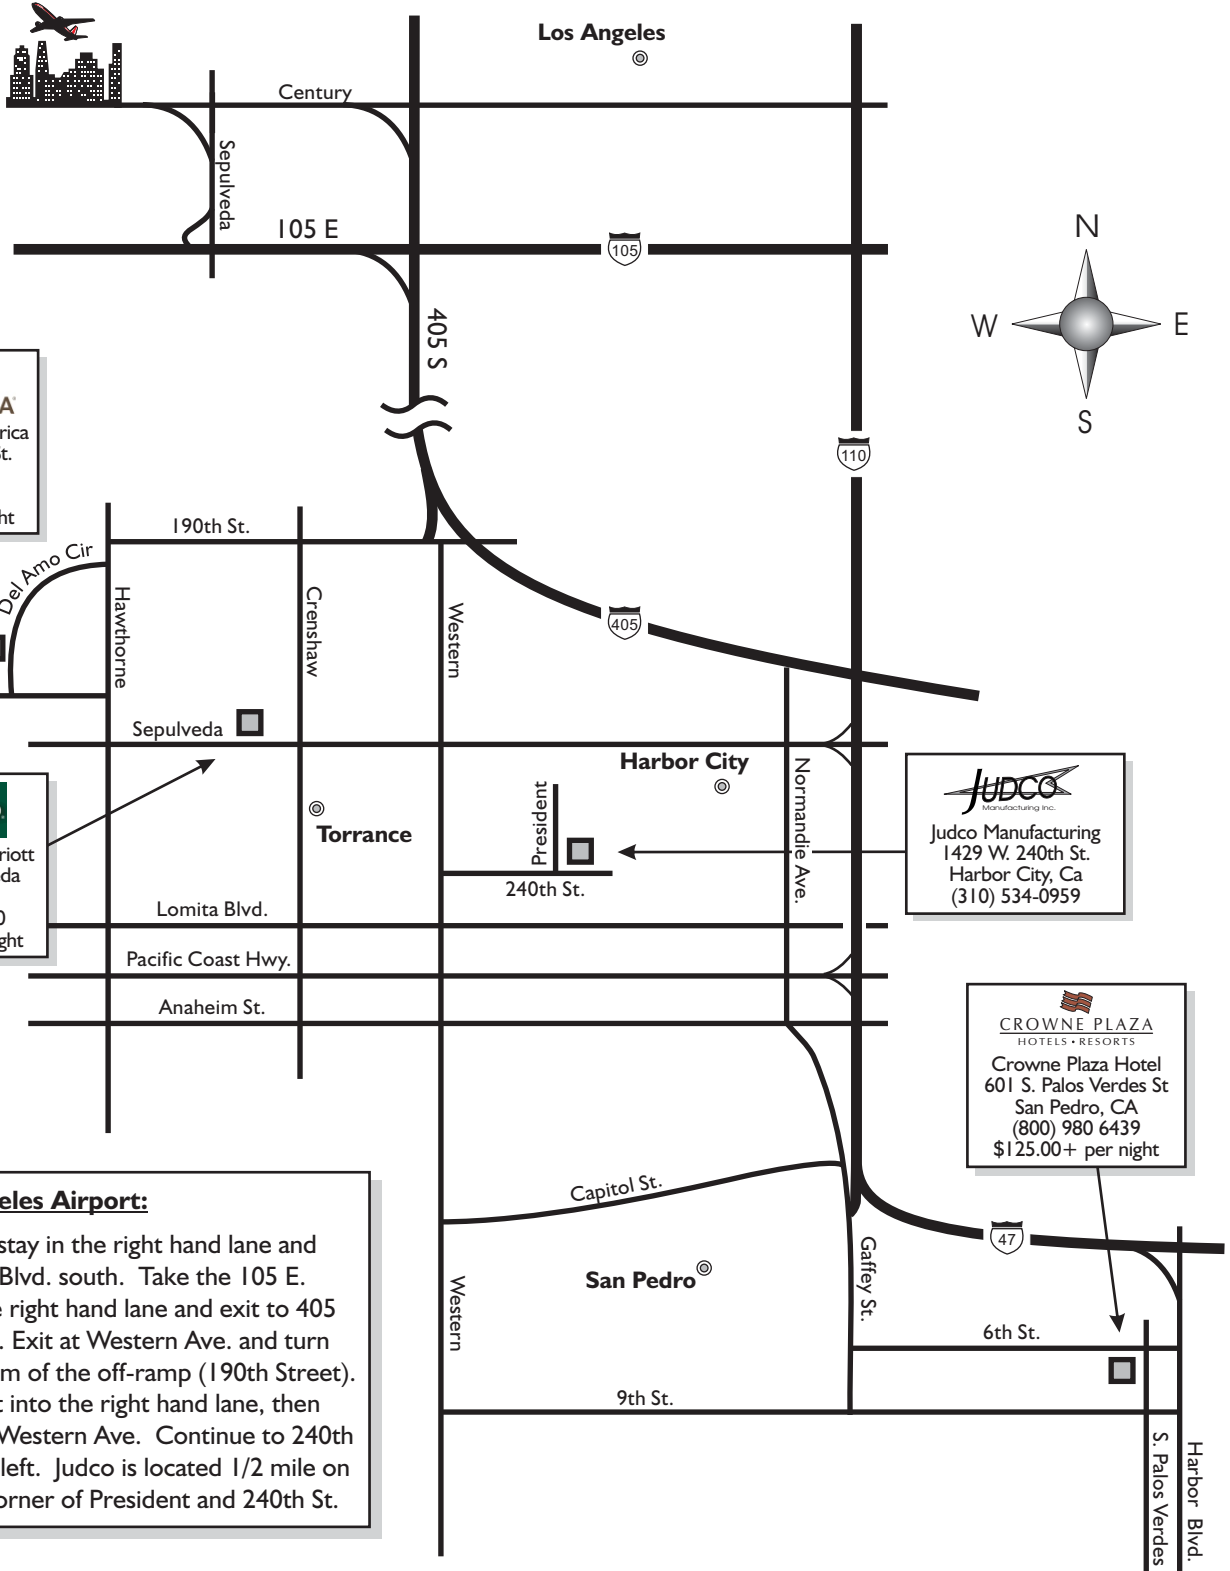 Los Angeles
Century
Sepulveda
105 E
105
N
W
E
S
405 S
A
rica
t.
ht
110
190th St.
Del Amo Cir
Hawthorne
Crenshaw
Western
405
Sepulveda
Harbor City
Normandie Ave.
JUDCO
Manufacturing Inc.
Judco Manufacturing
1429 W. 240th St.
Harbor City, Ca
(310) 534-0959
President
Torrance
240th St.
riott
da
0
ght
Lomita Blvd.
Pacific Coast Hwy.
Anaheim St.
CROWNE PLAZA
HOTELS • RESORTS
Crowne Plaza Hotel
601 S. Palos Verdes St
San Pedro, CA
(800) 980 6439
$125.00+ per night
Capitol St.
47
Gaffey St.
San Pedro
Western
6th St.
9th St.
S. Palos Verdes
Harbor Blvd.
eles Airport:
stay in the right hand lane and
Blvd. south. Take the 105 E.
e right hand lane and exit to 405
. Exit at Western Ave. and turn
m of the off-ramp (190th Street).
t into the right hand lane, then
Western Ave. Continue to 240th
left. Judco is located 1/2 mile on
orner of President and 240th St.